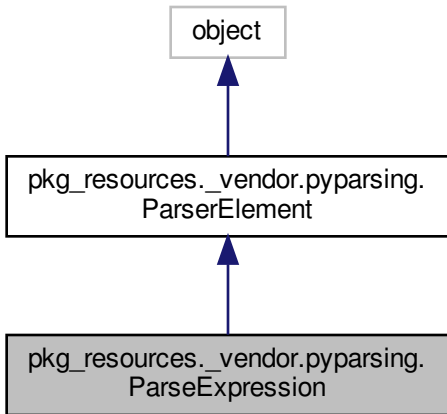 object
pkg_resources._vendor.pyparsing.
ParserElement
pkg_resources._vendor.pyparsing.
ParseExpression